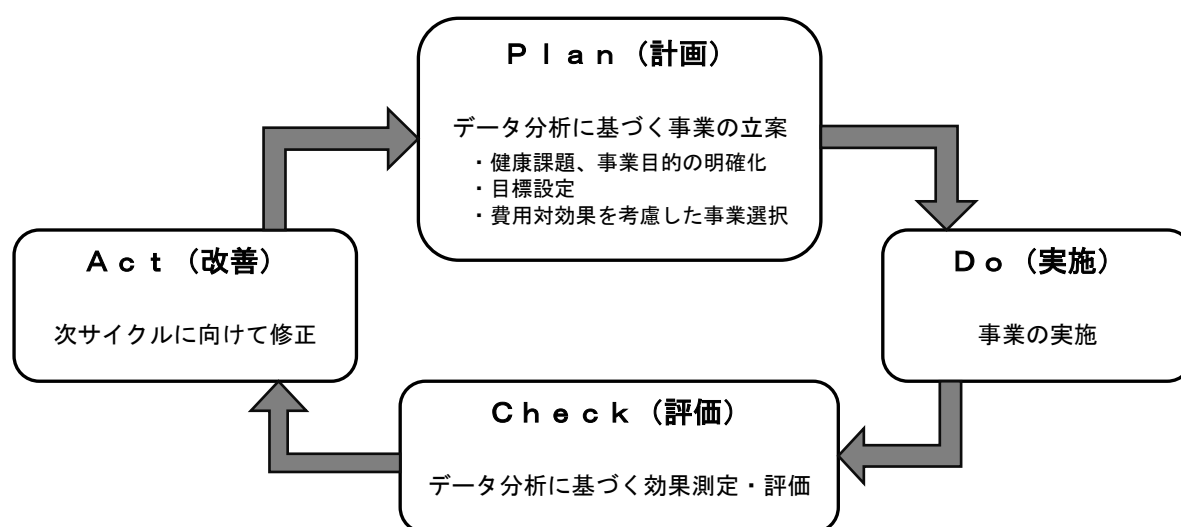 Ｐｌａｎ（計画）
データ分析に基づく事業の立案
・健康課題、事業目的の明確化
・目標設定
・費用対効果を考慮した事業選択
Ａｃｔ（改善）
次サイクルに向けて修正
Ｄｏ（実施）
事業の実施
Ｃｈｅｃｋ（評価）
データ分析に基づく効果測定・評価